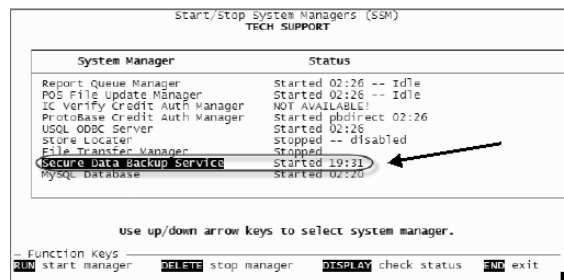 Start/Stop System Managers (SSM)
TECH SUPPORT
System Manager Status
Report Queue Manager Started 02:26 -- Idle
POS File Update Manager Started 02:26 -- Idle
IC Verify Credit Auth Manager NOT AVAILABLE!
ProtoBase Credit Auth Manager Started pbdirect 02:26
USQL ODBC Server Started 02:26
Store Locater Stopped -- disabled
File Transfer Manager Stopped
Secure Data Backup Service Started 19:31
MySQL Database Started 02:20
Use up/down arrow keys to select system manager.
Function Keys
RUN start manager DELETE stop manager DISPLAY check status END exit